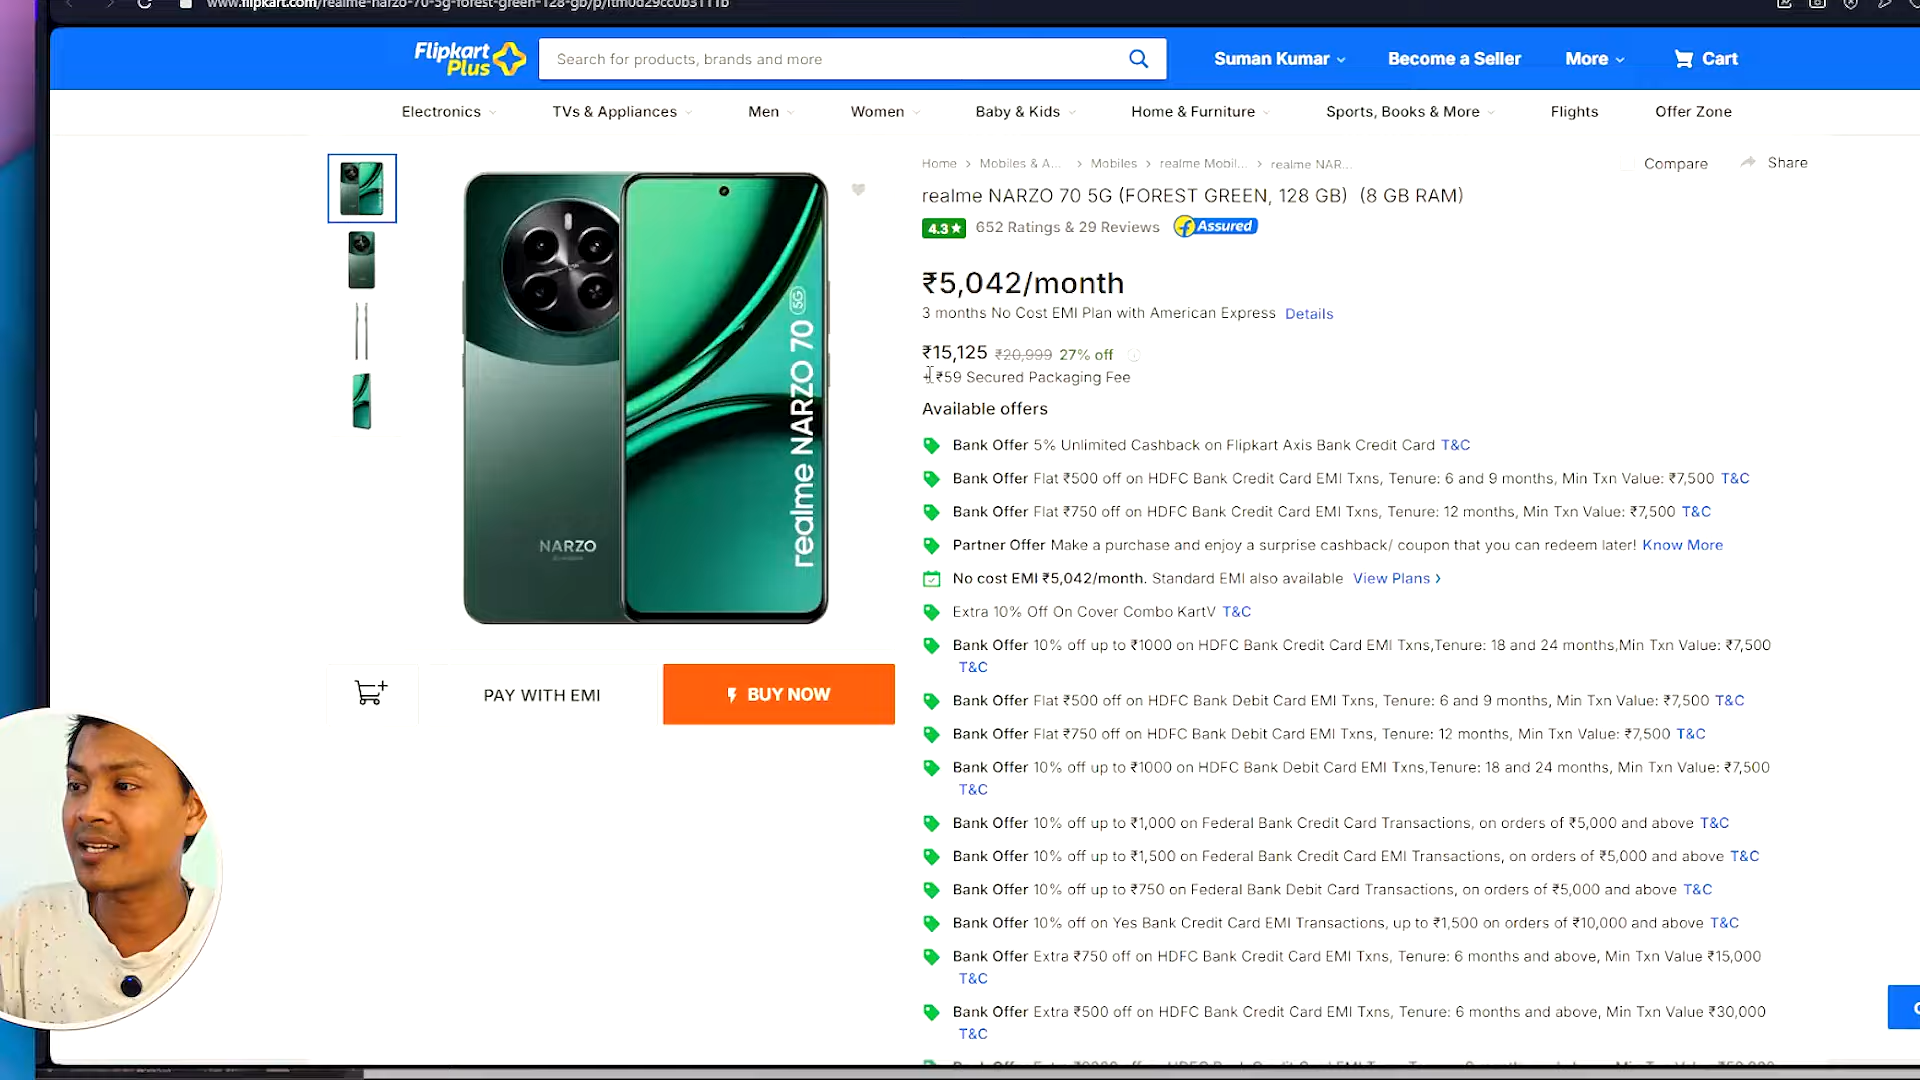 www.flipkart.com/realme-narzo-70-5g-forest-green-128-gb/p/itm0d29cc0b3111b
Flipkart Plus
Search for products, brands and more
Suman Kumar
Become a Seller
More
Cart
Electronics
TVs & Appliances
Men
Women
Baby & Kids
Home & Furniture
Sports, Books & More
Flights
Offer Zone
Home > Mobiles & A... > Mobiles > realme Mobil... > realme NAR...
Compare
Share
realme NARZO 70 5G (FOREST GREEN, 128 GB) (8 GB RAM)
4.3★ 652 Ratings & 29 Reviews Assured
₹5,042/month
3 months No Cost EMI Plan with American Express Details
₹15,125 ₹20,999 27% off
+ ₹59 Secured Packaging Fee
Available offers
Bank Offer 5% Unlimited Cashback on Flipkart Axis Bank Credit Card T&C
Bank Offer Flat ₹500 off on HDFC Bank Credit Card EMI Txns, Tenure: 6 and 9 months, Min Txn Value: ₹7,500 T&C
Bank Offer Flat ₹750 off on HDFC Bank Credit Card EMI Txns, Tenure: 12 months, Min Txn Value: ₹7,500 T&C
Partner Offer Make a purchase and enjoy a surprise cashback/ coupon that you can redeem later! Know More
No cost EMI ₹5,042/month. Standard EMI also available View Plans >
Extra 10% Off On Cover Combo KartV T&C
Bank Offer 10% off up to ₹1000 on HDFC Bank Credit Card EMI Txns,Tenure: 18 and 24 months,Min Txn Value: ₹7,500
T&C
Bank Offer Flat ₹500 off on HDFC Bank Debit Card EMI Txns, Tenure: 6 and 9 months, Min Txn Value: ₹7,500 T&C
Bank Offer Flat ₹750 off on HDFC Bank Debit Card EMI Txns, Tenure: 12 months, Min Txn Value: ₹7,500 T&C
Bank Offer 10% off up to ₹1000 on HDFC Bank Debit Card EMI Txns,Tenure: 18 and 24 months, Min Txn Value: ₹7,500
T&C
Bank Offer 10% off up to ₹1,000 on Federal Bank Credit Card Transactions, on orders of ₹5,000 and above T&C
Bank Offer 10% off up to ₹1,500 on Federal Bank Credit Card EMI Transactions, on orders of ₹5,000 and above T&C
Bank Offer 10% off up to ₹750 on Federal Bank Debit Card Transactions, on orders of ₹5,000 and above T&C
Bank Offer 10% off on Yes Bank Credit Card EMI Transactions, up to ₹1,500 on orders of ₹10,000 and above T&C
Bank Offer Extra ₹750 off on HDFC Bank Credit Card EMI Txns, Tenure: 6 months and above, Min Txn Value ₹15,000
T&C
Bank Offer Extra ₹500 off on HDFC Bank Credit Card EMI Txns, Tenure: 6 months and above, Min Txn Value ₹30,000
T&C
realme NARZO 70 5G
NARZO
PAY WITH EMI
BUY NOW